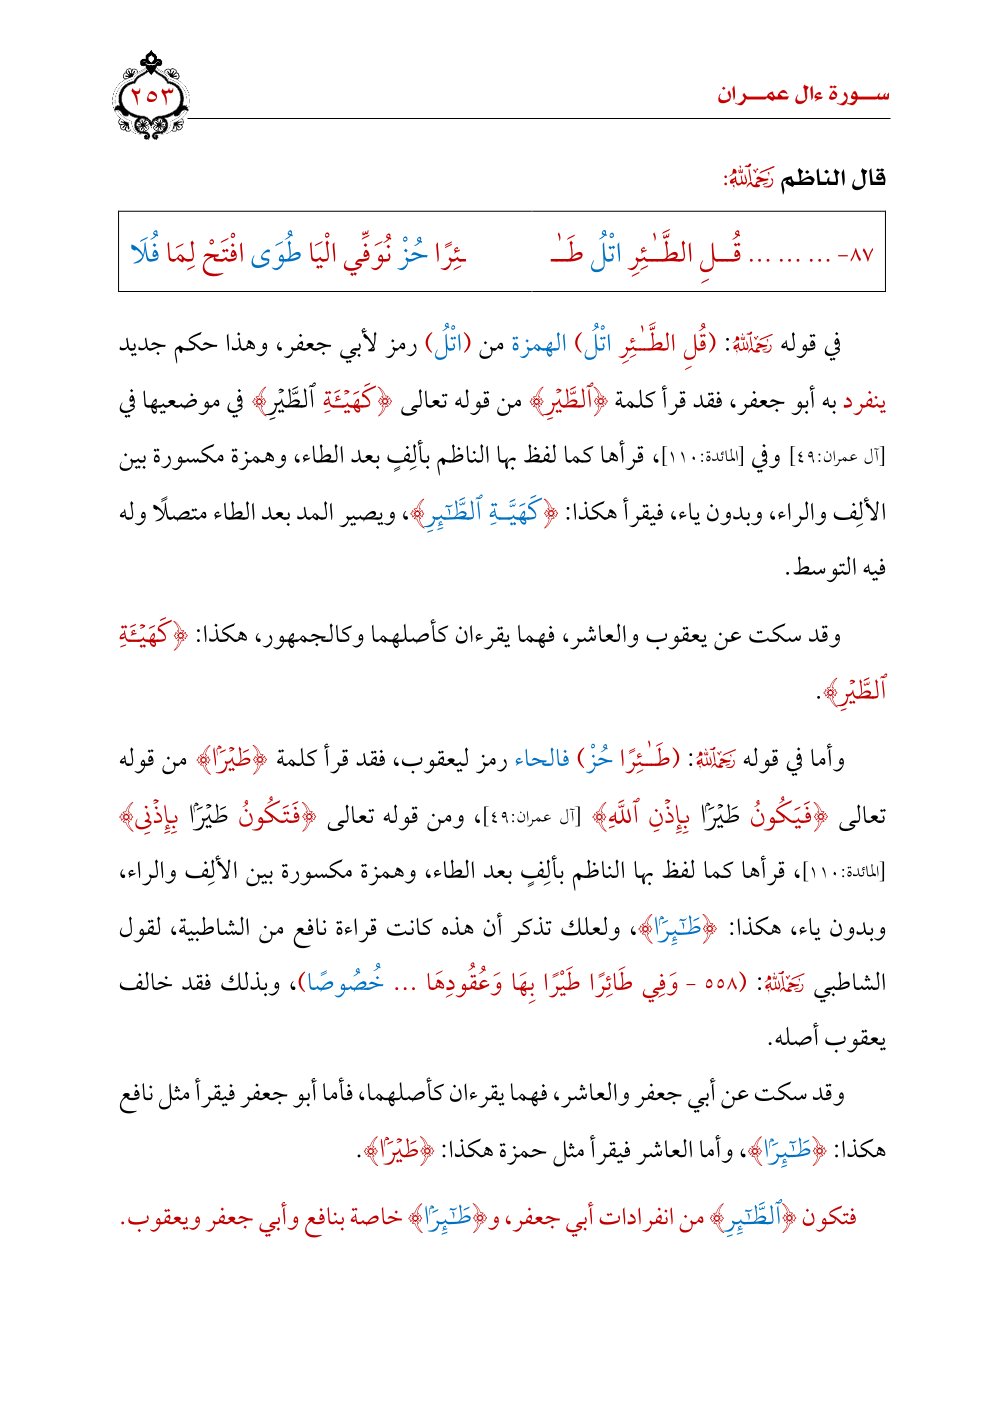 سورة ءال عمران
٢٥٣
قال الناظم رَحِمَهُ ٱللَّهُ:
٨٧- ... ... ... قُلِ الطَّـٰئِرِ اتْلُ طَـٰ ـئِرًا حُزْ نُوَفِّي الْيَا طُوَى افْتَحْ لِمَا فُلَا
في قوله رَحِمَهُ ٱللَّهُ: (قُلِ الطَّـٰئِرِ اتْلُ) الهمزة من (اتْلُ) رمز لأبي جعفر، وهذا حكم جديد
ينفرد به أبو جعفر، فقد قرأ كلمة ﴿ٱلطَّيْرِ﴾ من قوله تعالى ﴿كَهَيْـَٔةِ ٱلطَّيْرِ﴾ في موضعيها في
[آل عمران:٤٩] وفي [المائدة:١١٠]، قرأها كما لفظ بها الناظم بألِفٍ بعد الطاء، وهمزة مكسورة بين
الألِف والراء، وبدون ياء، فيقرأ هكذا: ﴿كَهَيَّـةِ ٱلطَّـٰٓئِرِ﴾، ويصير المد بعد الطاء متصلًا وله
فيه التوسط.
وقد سكت عن يعقوب والعاشر، فهما يقرءان كأصلهما وكالجمهور، هكذا: ﴿كَهَيْـَٔةِ
ٱلطَّيْرِ﴾.
وأما في قوله رَحِمَهُ ٱللَّهُ: (طَـٰئِرًا حُزْ) فالحاء رمز ليعقوب، فقد قرأ كلمة ﴿طَيْرًۢا﴾ من قوله
تعالى ﴿فَيَكُونُ طَيْرًۢا بِإِذْنِ ٱللَّهِ﴾ [آل عمران:٤٩]، ومن قوله تعالى ﴿فَتَكُونُ طَيْرًۢا بِإِذْنِى﴾
[المائدة:١١٠]، قرأها كما لفظ بها الناظم بألِفٍ بعد الطاء، وهمزة مكسورة بين الألِف والراء،
وبدون ياء، هكذا: ﴿طَـٰٓئِرًۢا﴾، ولعلك تذكر أن هذه كانت قراءة نافع من الشاطبية، لقول
الشاطبي رَحِمَهُ ٱللَّهُ: (٥٥٨ - وَفِي طَائِرًا طَيْرًا بِهَا وَعُقُودِهَا ... خُصُوصًا)، وبذلك فقد خالف
يعقوب أصله.
وقد سكت عن أبي جعفر والعاشر، فهما يقرءان كأصلهما، فأما أبو جعفر فيقرأ مثل نافع
هكذا: ﴿طَـٰٓئِرًۢا﴾، وأما العاشر فيقرأ مثل حمزة هكذا: ﴿طَيْرًۢا﴾.
فتكون ﴿ٱلطَّـٰٓئِرِ﴾ من انفرادات أبي جعفر، و﴿طَـٰٓئِرًۢا﴾ خاصة بنافع وأبي جعفر ويعقوب.